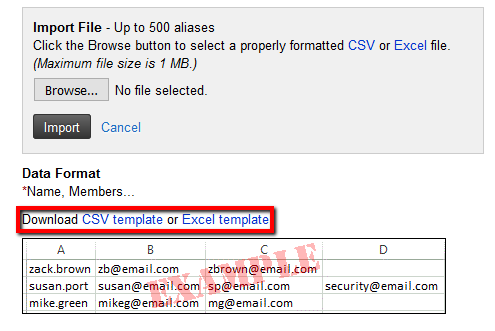 Import File - Up to 500 aliases
Click the Browse button to select a properly formatted CSV or Excel file.
(Maximum file size is 1 MB.)
Browse... No file selected.
Import Cancel
Data Format
*Name, Members...
Download CSV template or Excel template
A B C D
zack.brown zb@email.com zbrown@email.com
susan.port susan@email.com sp@email.com security@email.com
mike.green mikeg@email.com mg@email.com
EXAMPLE